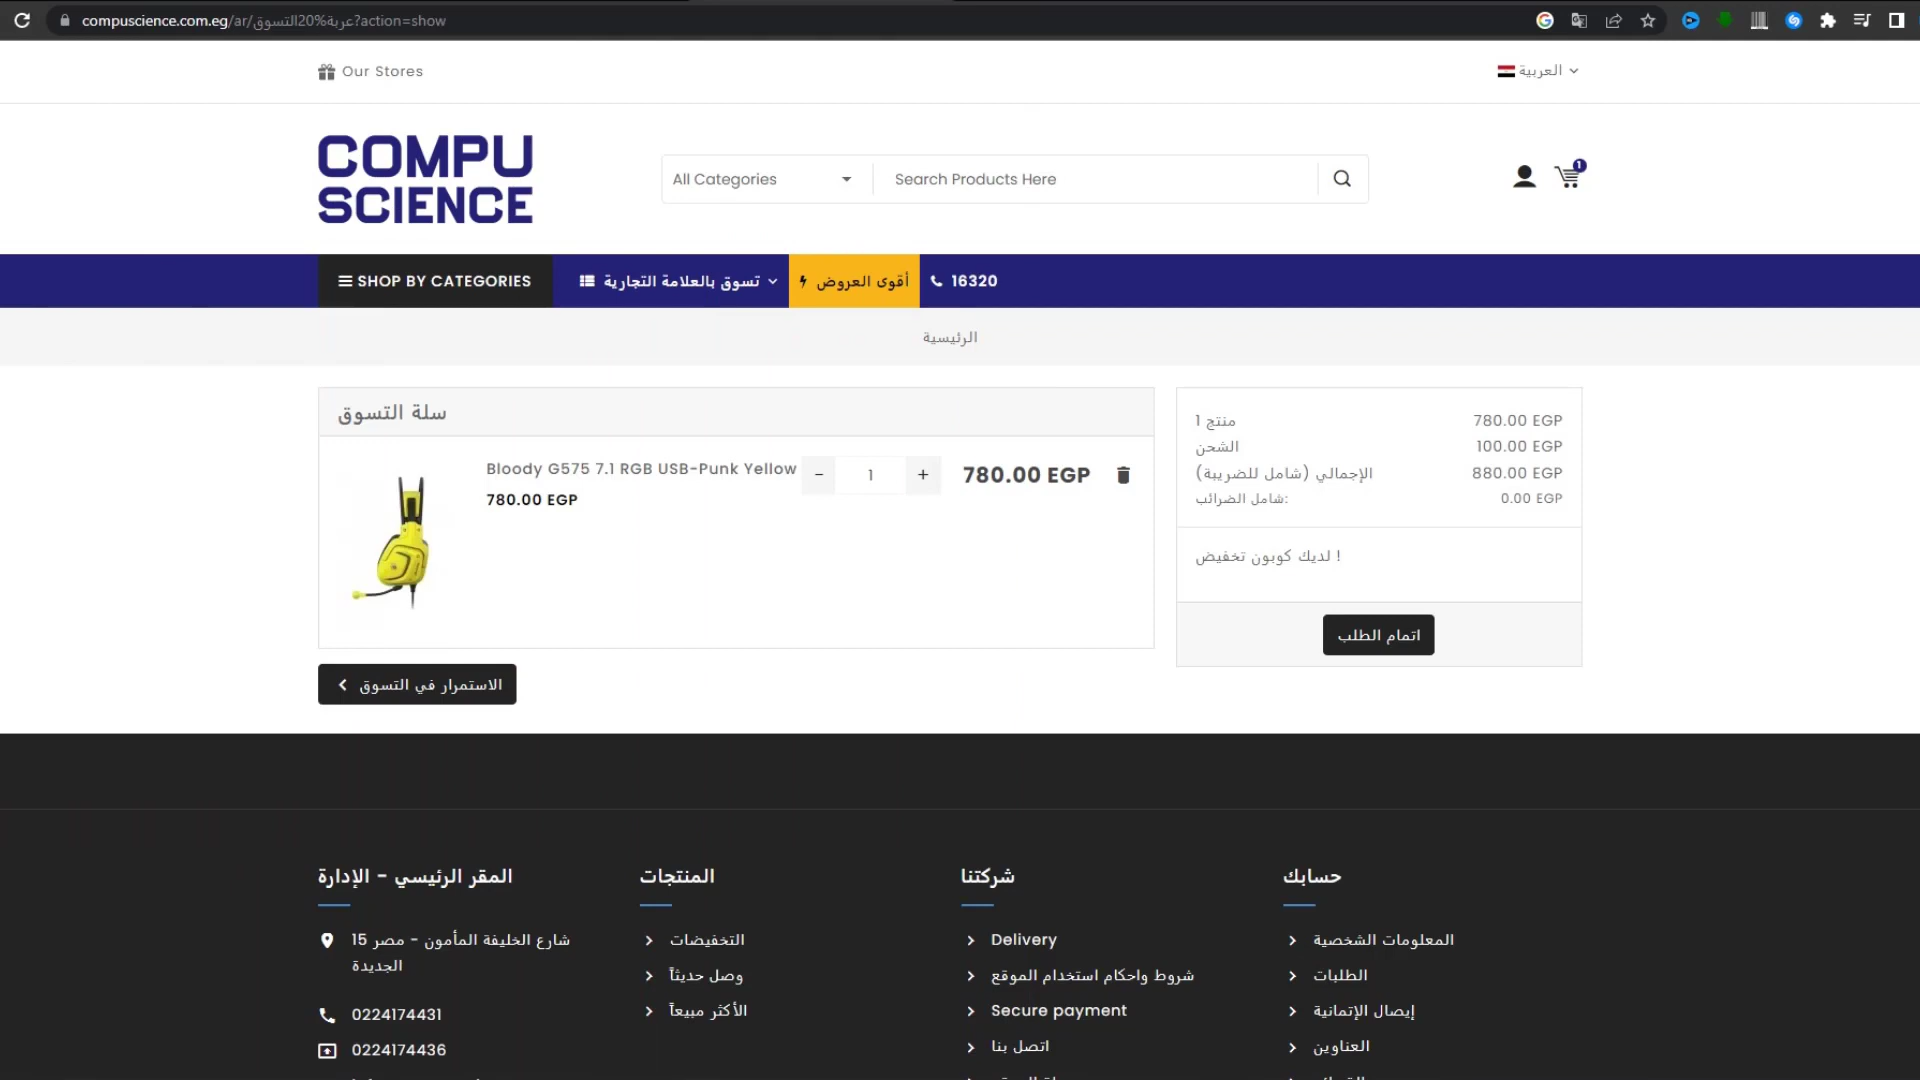 compuscience.com.eg/ar/عربة%20التسوق?action=show
Our Stores
العربية
COMPU
SCIENCE
All Categories
Search Products Here
1
SHOP BY CATEGORIES
تسوق بالعلامة التجارية
أقوى العروض
16320
الرئيسية
سلة التسوق
Bloody G575 7.1 RGB USB-Punk Yellow
780.00 EGP
- 1 +
780.00 EGP
منتج 1
780.00 EGP
الشحن
100.00 EGP
الإجمالي (شامل للضريبة)
880.00 EGP
شامل الضرائب:
0.00 EGP
لديك كوبون تخفيض !
اتمام الطلب
الاستمرار في التسوق
المقر الرئيسي - الإدارة
15 شارع الخليفة المأمون - مصر
الجديدة
0224174431
0224174436
المنتجات
التخفيضات
وصل حديثاً
الأكثر مبيعاً
شركتنا
Delivery
شروط واحكام استخدام الموقع
Secure payment
اتصل بنا
حسابك
المعلومات الشخصية
الطلبات
إيصال الإتمانية
العناوين